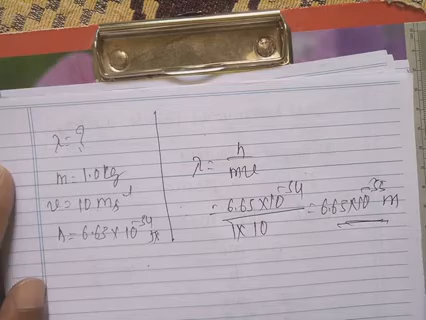 λ = ?
m = 1.0 kg
v = 10 ms⁻¹
h = 6.63 × 10⁻³⁴ Js
λ = h / mv
= 6.63 × 10⁻³⁴ / 1 × 10 = 6.63 × 10⁻³⁵ m